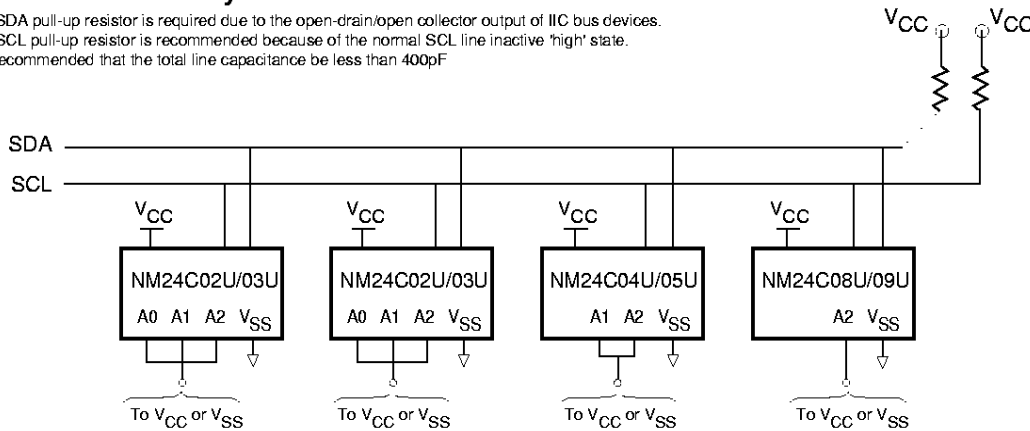 SDA pull-up resistor is required due to the open-drain/open collector output of IIC bus devices.
SCL pull-up resistor is recommended because of the normal SCL line inactive 'high' state.
ecommended that the total line capacitance be less than 400pF
VCC VCC
SDA
SCL
VCC VCC VCC VCC
NM24C02U/03U NM24C02U/03U NM24C04U/05U NM24C08U/09U
A0 A1 A2 VSS A0 A1 A2 VSS A1 A2 VSS A2 VSS
To VCC or VSS To VCC or VSS To VCC or VSS To VCC or VSS